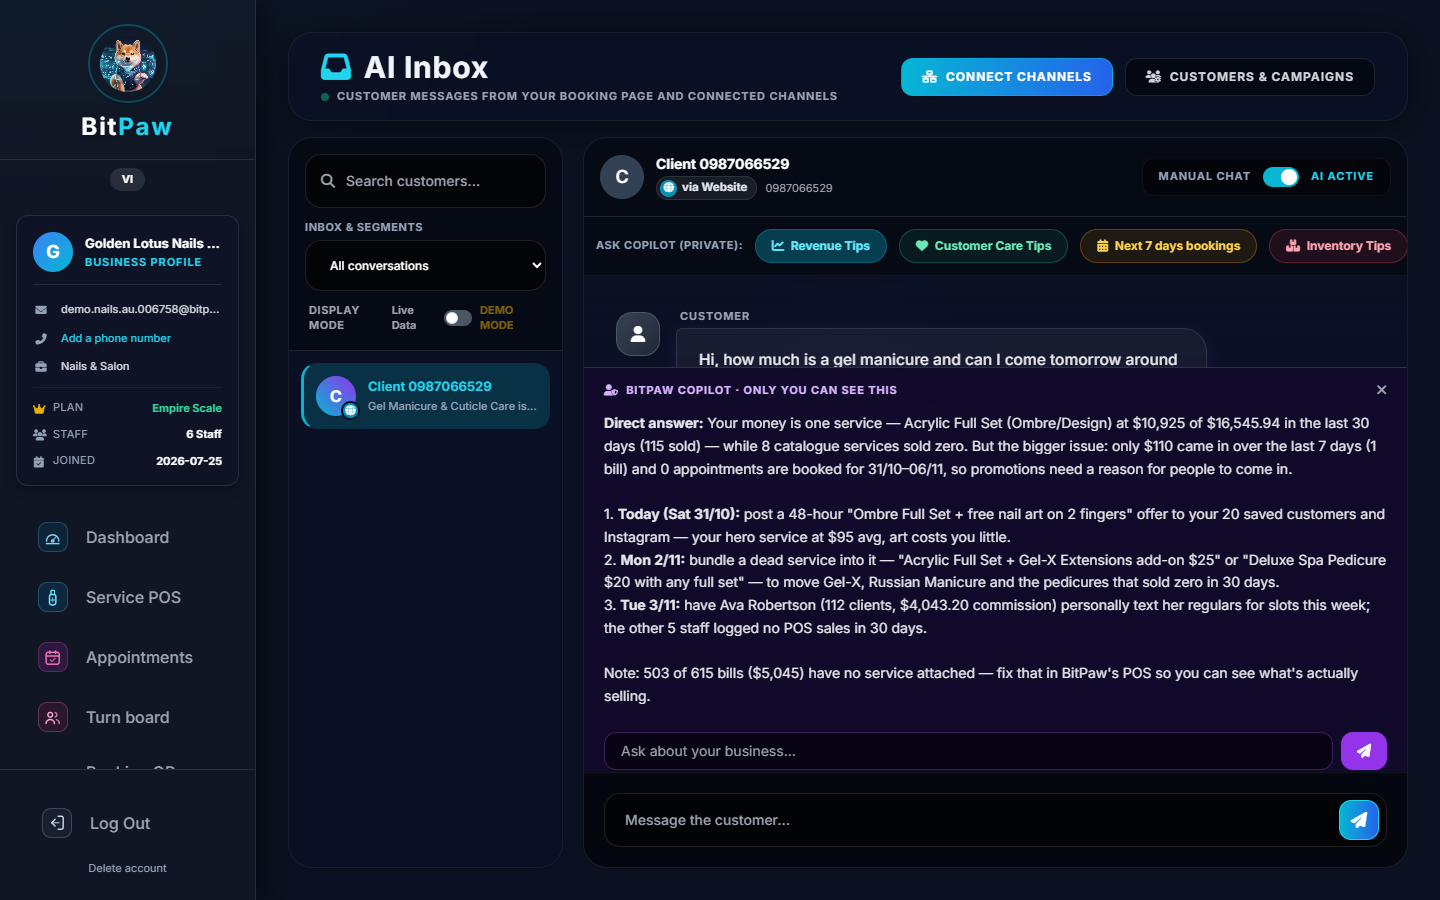 BitPaw
VI
G
Golden Lotus Nails ...
BUSINESS PROFILE
demo.nails.au.006758@bitp...
Add a phone number
Nails & Salon
PLAN
Empire Scale
STAFF
6 Staff
JOINED
2026-07-25
Dashboard
Service POS
Appointments
Turn board
Log Out
Delete account
AI Inbox
CUSTOMER MESSAGES FROM YOUR BOOKING PAGE AND CONNECTED CHANNELS
CONNECT CHANNELS
CUSTOMERS & CAMPAIGNS
Search customers...
INBOX & SEGMENTS
All conversations
DISPLAY MODE
Live Data
DEMO MODE
C
Client 0987066529
Gel Manicure & Cuticle Care is...
C
Client 0987066529
via Website
0987066529
MANUAL CHAT
AI ACTIVE
ASK COPILOT (PRIVATE):
Revenue Tips
Customer Care Tips
Next 7 days bookings
Inventory Tips
CUSTOMER
Hi, how much is a gel manicure and can I come tomorrow around
BITPAW COPILOT · ONLY YOU CAN SEE THIS
Direct answer: Your money is one service — Acrylic Full Set (Ombre/Design) at $10,925 of $16,545.94 in the last 30
days (115 sold) — while 8 catalogue services sold zero. But the bigger issue: only $110 came in over the last 7 days (1
bill) and 0 appointments are booked for 31/10–06/11, so promotions need a reason for people to come in.
1. Today (Sat 31/10): post a 48-hour "Ombre Full Set + free nail art on 2 fingers" offer to your 20 saved customers and
Instagram — your hero service at $95 avg, art costs you little.
2. Mon 2/11: bundle a dead service into it — "Acrylic Full Set + Gel-X Extensions add-on $25" or "Deluxe Spa Pedicure
$20 with any full set" — to move Gel-X, Russian Manicure and the pedicures that sold zero in 30 days.
3. Tue 3/11: have Ava Robertson (112 clients, $4,043.20 commission) personally text her regulars for slots this week;
the other 5 staff logged no POS sales in 30 days.
Note: 503 of 615 bills ($5,045) have no service attached — fix that in BitPaw's POS so you can see what's actually
selling.
Ask about your business...
Message the customer...